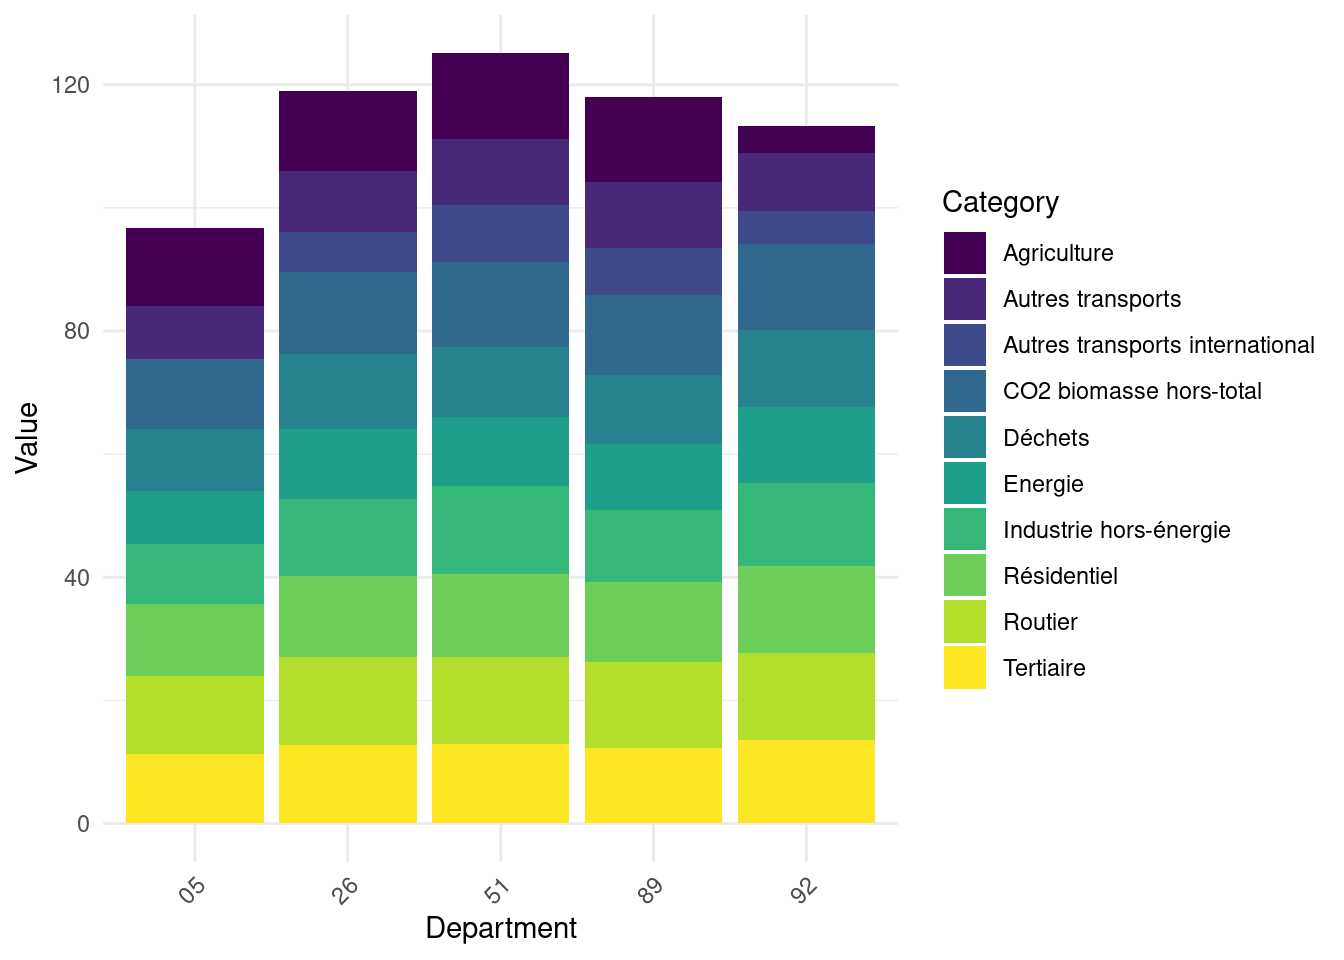 120
80
40
0
Value
05
26
51
89
92
Department
Category
Agriculture
Autres transports
Autres transports international
CO2 biomasse hors-total
Déchets
Energie
Industrie hors-énergie
Résidentiel
Routier
Tertiaire